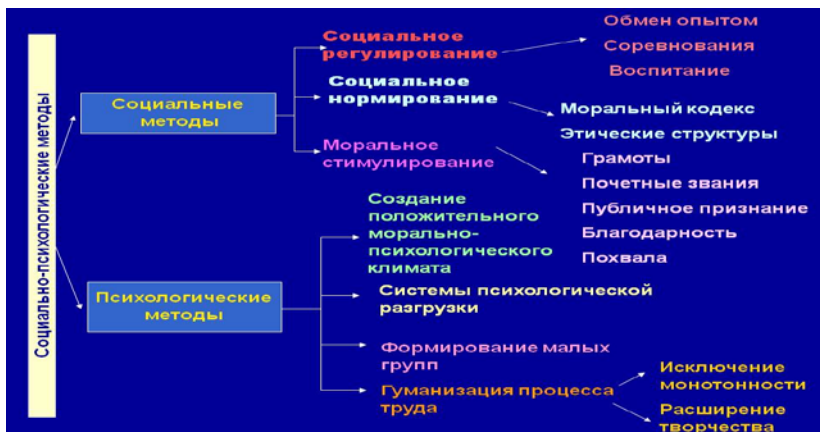 Социально-психологические методы
Социальные
методы
Социальное
регулирование
Обмен опытом
Соревнования
Воспитание
Социальное
нормирование
Моральный кодекс
Этические структуры
Моральное
стимулирование
Грамоты
Почетные звания
Публичное признание
Благодарность
Похвала
Психологические
методы
Создание
положительного
морально-
психологического
климата
Системы психологической
разгрузки
Формирование малых
групп
Гуманизация процесса
труда
Исключение
монотонности
Расширение
творчества